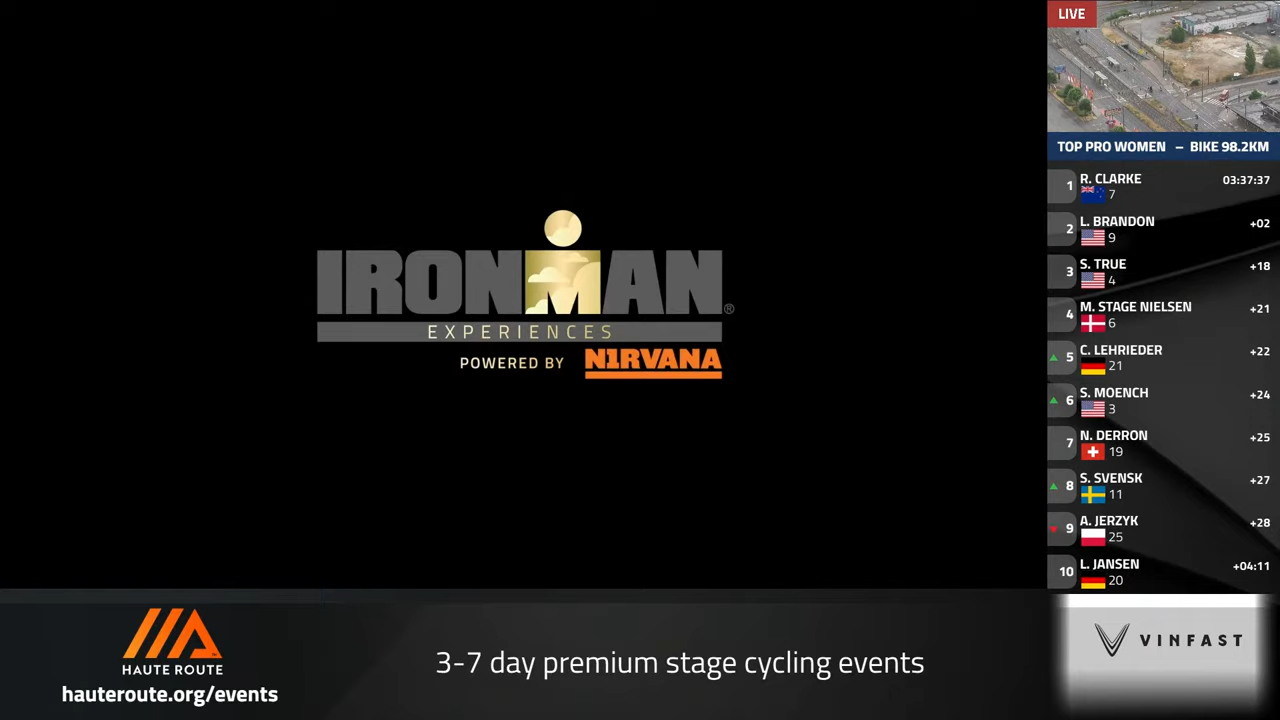 LIVE
TOP PRO WOMEN – BIKE 98.2KM
1 R. CLARKE 7 03:37:37
2 L. BRANDON 9 +02
3 S. TRUE 4 +18
4 M. STAGE NIELSEN 6 +21
5 C. LEHRIEDER 21 +22
6 S. MOENCH 3 +24
7 N. DERRON 19 +25
8 S. SVENSK 11 +27
9 A. JERZYK 25 +28
10 L. JANSEN 20 +04:11
IRONMAN®
EXPERIENCES
POWERED BY N1RVANA
HAUTE ROUTE
hauteroute.org/events
3-7 day premium stage cycling events
VINFAST